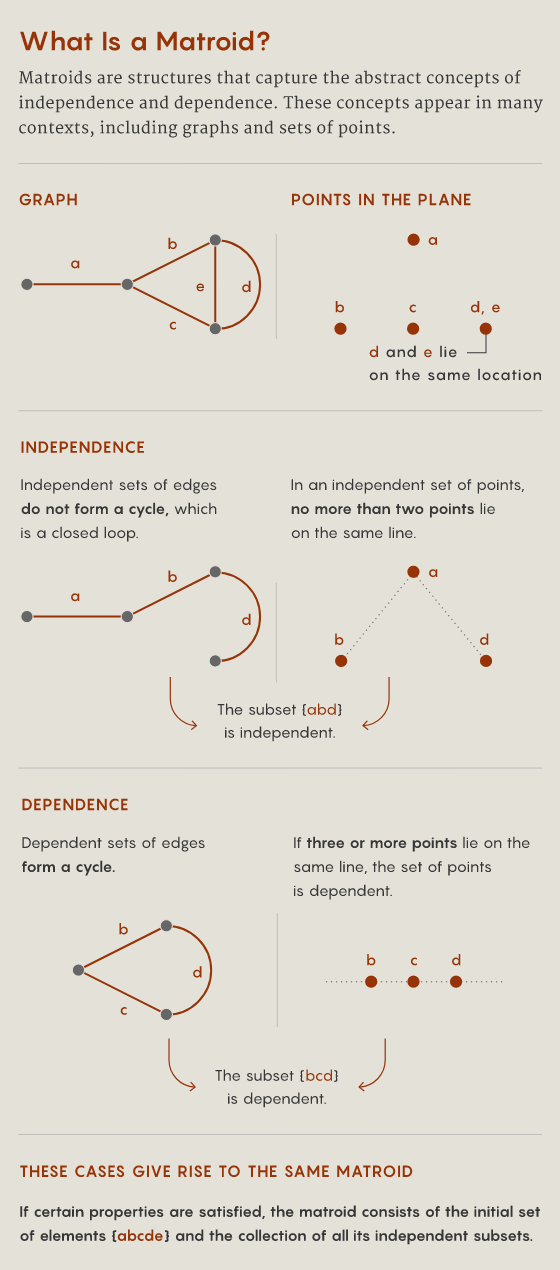 What Is a Matroid?
Matroids are structures that capture the abstract concepts of
independence and dependence. These concepts appear in many
contexts, including graphs and sets of points.
GRAPH
a
b
e
d
c
POINTS IN THE PLANE
a
b
c
d, e
d and e lie
on the same location
INDEPENDENCE
Independent sets of edges
do not form a cycle, which
is a closed loop.
a
b
d
In an independent set of points,
no more than two points lie
on the same line.
a
b
d
The subset {abd}
is independent.
DEPENDENCE
Dependent sets of edges
form a cycle.
b
d
c
If three or more points lie on the
same line, the set of points
is dependent.
b
c
d
The subset {bcd}
is dependent.
THESE CASES GIVE RISE TO THE SAME MATROID
If certain properties are satisfied, the matroid consists of the initial set
of elements {abcde} and the collection of all its independent subsets.